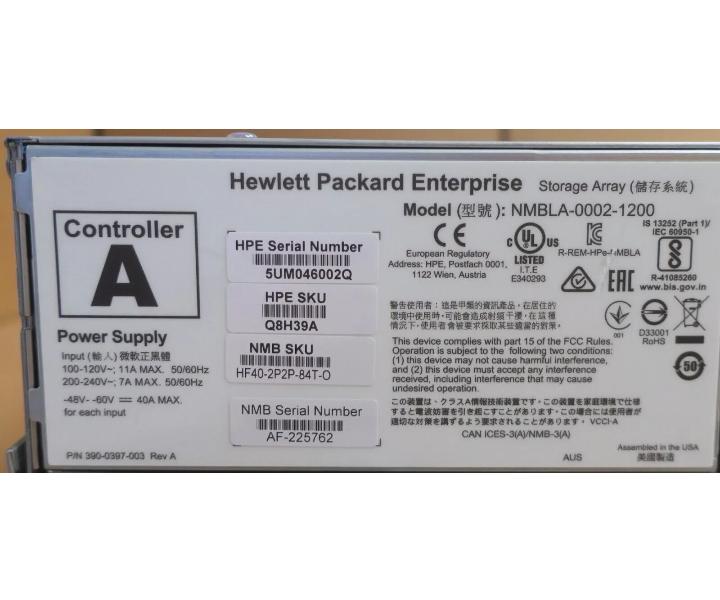 Hewlett Packard Enterprise Storage Array (儲存系統)
Model (型號): NMBLA-0002-1200
Controller
A
Power Supply
Input (輸入) 微軟正黑體
100-120V~; 11A MAX. 50/60Hz
200-240V~; 7A MAX. 50/60Hz
-48V- -60V ⎓ 40A MAX.
for each input
P/N 390-0397-003 Rev A
HPE Serial Number
5UM046002Q
HPE SKU
Q8H39A
NMB SKU
HF40-2P2P-84T-O
NMB Serial Number
AF-225762
CE
European Regulatory
Address: HPE, Postfach 0001,
1122 Wien, Austria
c UL US
LISTED
I.T.E
E340293
R-REM-HPe-NMBLA
IS 13252 (Part 1)/
IEC 60950-1
R-41085260
www.bis.gov.in
EAC
警告使用者: 這是甲類的資訊產品, 在居住的
環境中使用時, 可能會造成射頻干擾, 在這種
情況下, 使用者會被要求採取某些適當的對策.
001
D33001
RoHS
50
This device complies with part 15 of the FCC Rules.
Operation is subject to the following two conditions:
(1) this device may not cause harmful interference,
and (2) this device must accept any interference
received, including interference that may cause
undesired operation.
この装置は、クラスA情報技術装置です。この装置を家庭環境で使用
すると電波妨害を引き起こすことがあります。この場合には使用者が
適切な対策を講ずるよう要求されることがあります。 VCCI-A
CAN ICES-3(A)/NMB-3(A)
AUS
Assembled in the USA
美國製造